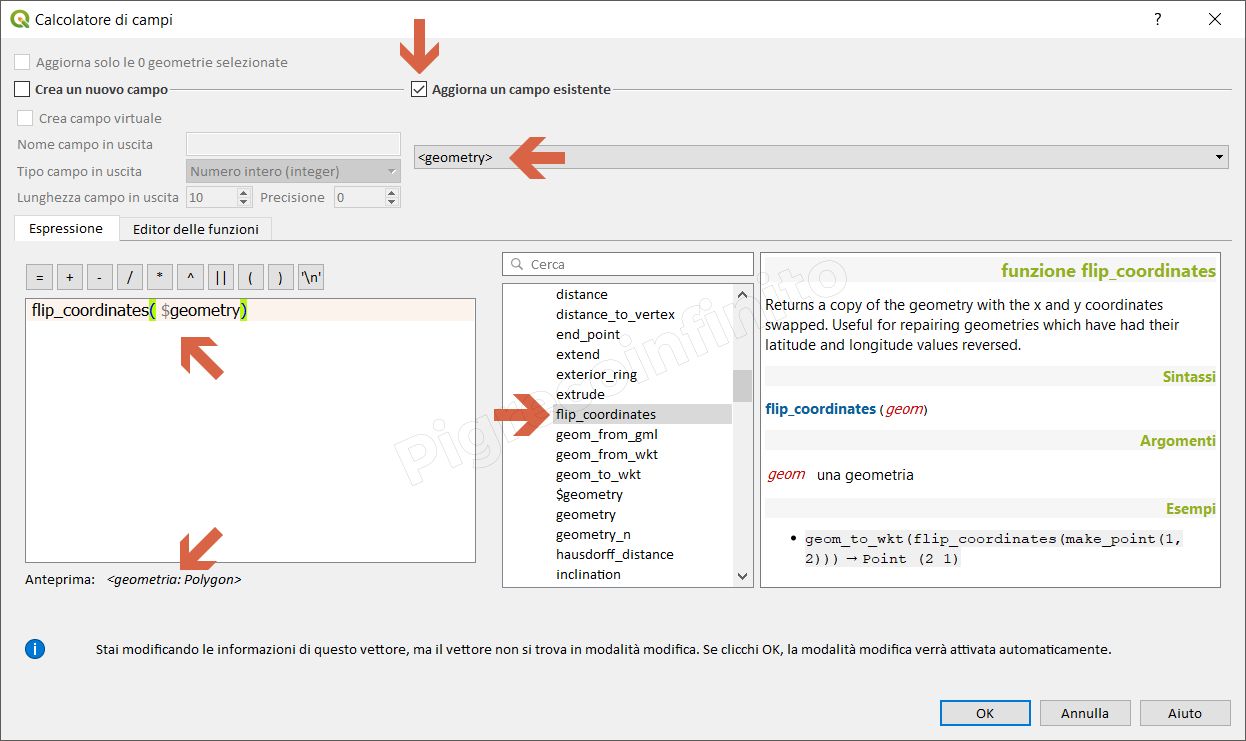 Calcolatore di campi
?
Aggiorna solo le 0 geometrie selezionate
Crea un nuovo campo
Aggiorna un campo esistente
Crea campo virtuale
Nome campo in uscita
<geometry>
Tipo campo in uscita Numero intero (integer)
Lunghezza campo in uscita 10 Precisione 0
Espressione Editor delle funzioni
= + - / * ^ || ( ) '\n'
flip_coordinates( $geometry)
Anteprima: <geometria: Polygon>
Cerca
distance
distance_to_vertex
end_point
extend
exterior_ring
extrude
flip_coordinates
geom_from_gml
geom_from_wkt
geom_to_wkt
$geometry
geometry
geometry_n
hausdorff_distance
inclination
funzione flip_coordinates
Returns a copy of the geometry with the x and y coordinates
swapped. Useful for repairing geometries which have had their
latitude and longitude values reversed.
Sintassi
flip_coordinates (geom)
Argomenti
geom una geometria
Esempi
• geom_to_wkt(flip_coordinates(make_point(1,
2))) → Point (2 1)
Pigrecoinfinito
Stai modificando le informazioni di questo vettore, ma il vettore non si trova in modalità modifica. Se clicchi OK, la modalità modifica verrà attivata automaticamente.
OK Annulla Aiuto